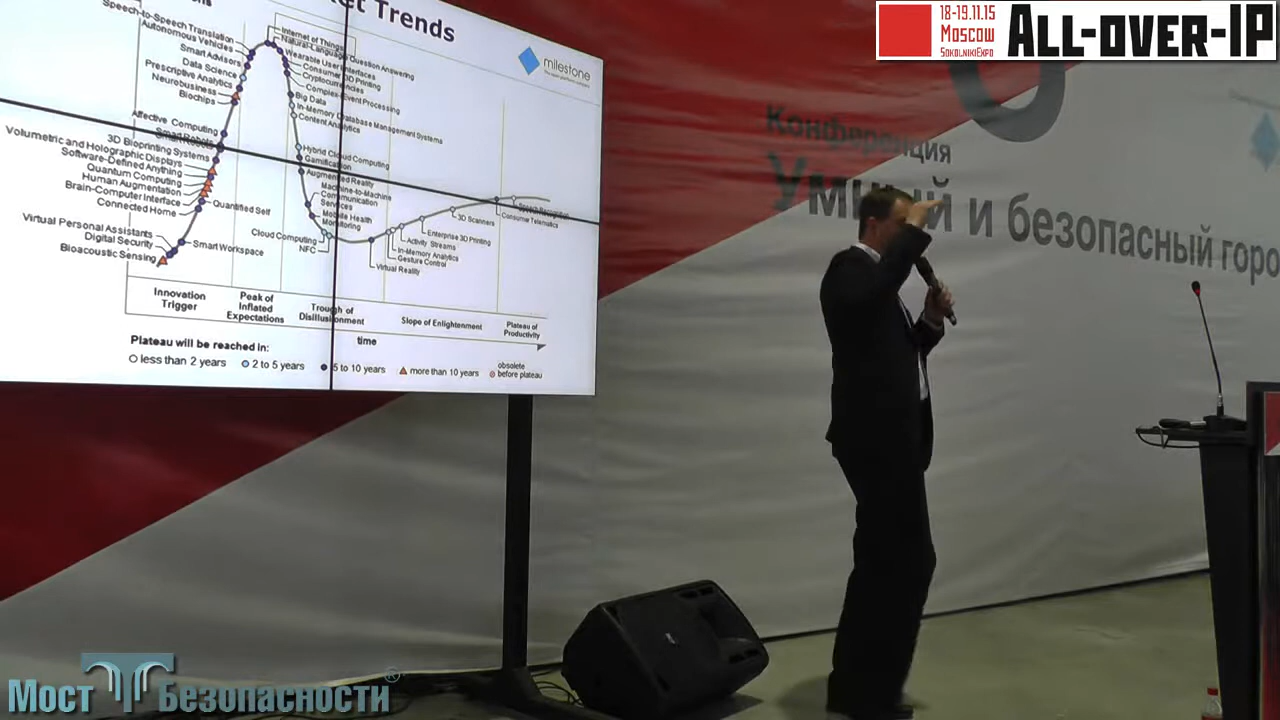 18-19.11.15
Moscow
SokolnikiExpo
All-over-IP
Trends
milestone
Speech-to-Speech Translation
Autonomous Vehicles
Smart Advisors
Data Science
Prescriptive Analytics
Neurobusiness
Biochips
Affective Computing
Smart Robots
3D Bioprinting Systems
Volumetric and Holographic Displays
Software-Defined Anything
Quantum Computing
Human Augmentation
Brain-Computer Interface
Connected Home
Quantified Self
Virtual Personal Assistants
Digital Security
Bioacoustic Sensing
Smart Workspace
Internet of Things
Natural-Language Question Answering
Wearable User Interfaces
Consumer 3D Printing
Cryptocurrencies
Complex-Event Processing
Big Data
In-Memory Database Management Systems
Content Analytics
Hybrid Cloud Computing
Gamification
Augmented Reality
Machine-to-Machine
Communication
Services
Mobile Health
Monitoring
Cloud Computing
NFC
Virtual Reality
Gesture Control
In-Memory Analytics
Activity Streams
Enterprise 3D Printing
3D Scanners
Consumer Telematics
Speech Recognition
Innovation
Trigger
Peak of
Inflated
Expectations
Trough of
Disillusionment
Slope of Enlightenment
Plateau of
Productivity
time
Plateau will be reached in:
less than 2 years
2 to 5 years
5 to 10 years
more than 10 years
obsolete
before plateau
Конференция
Умный и безопасный горо
Мост Безопасности®